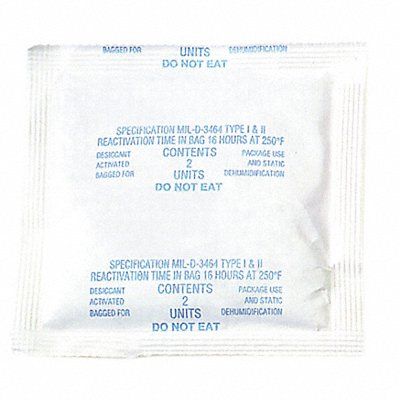 BAGGED FOR UNITS DEHUMIDIFICATION
DO NOT EAT
SPECIFICATION MIL-D-3464 TYPE I & II
REACTIVATION TIME IN BAG 16 HOURS AT 250°F
DESICCANT CONTENTS PACKAGE USE
ACTIVATED 2 AND STATIC
BAGGED FOR UNITS DEHUMIDIFICATION
DO NOT EAT
SPECIFICATION MIL-D-3464 TYPE I & II
REACTIVATION TIME IN BAG 16 HOURS AT 250°F
DESICCANT CONTENTS PACKAGE USE
ACTIVATED 2 AND STATIC
BAGGED FOR UNITS DEHUMIDIFICATION
DO NOT EAT